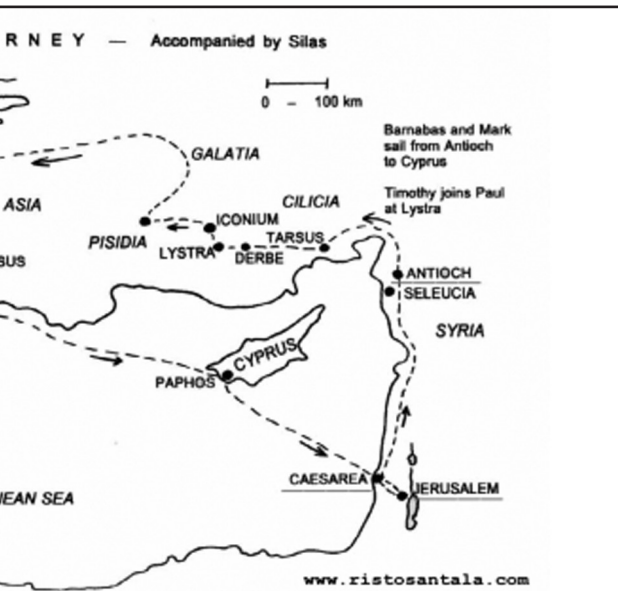 RNEY — Accompanied by Silas
0 – 100 km
Barnabas and Mark
sail from Antioch
to Cyprus
GALATIA
Timothy joins Paul
at Lystra
CILICIA
ASIA
ICONIUM
PISIDIA
LYSTRA
DERBE
TARSUS
SUS
ANTIOCH
SELEUCIA
SYRIA
CYPRUS
PAPHOS
CAESAREA
JERUSALEM
EAN SEA
www.ristosantala.com